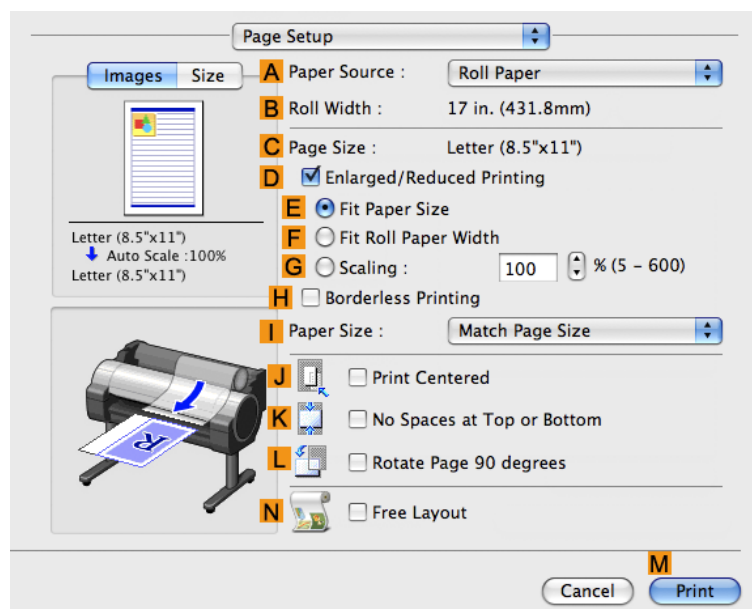 Page Setup
Images Size
A Paper Source : Roll Paper
B Roll Width : 17 in. (431.8mm)
C Page Size : Letter (8.5"x11")
D Enlarged/Reduced Printing
E Fit Paper Size
F Fit Roll Paper Width
G Scaling : 100 % (5 – 600)
H Borderless Printing
I Paper Size : Match Page Size
Letter (8.5"x11")
Auto Scale :100%
Letter (8.5"x11")
R
J Print Centered
K No Spaces at Top or Bottom
L Rotate Page 90 degrees
N Free Layout
M
Cancel Print